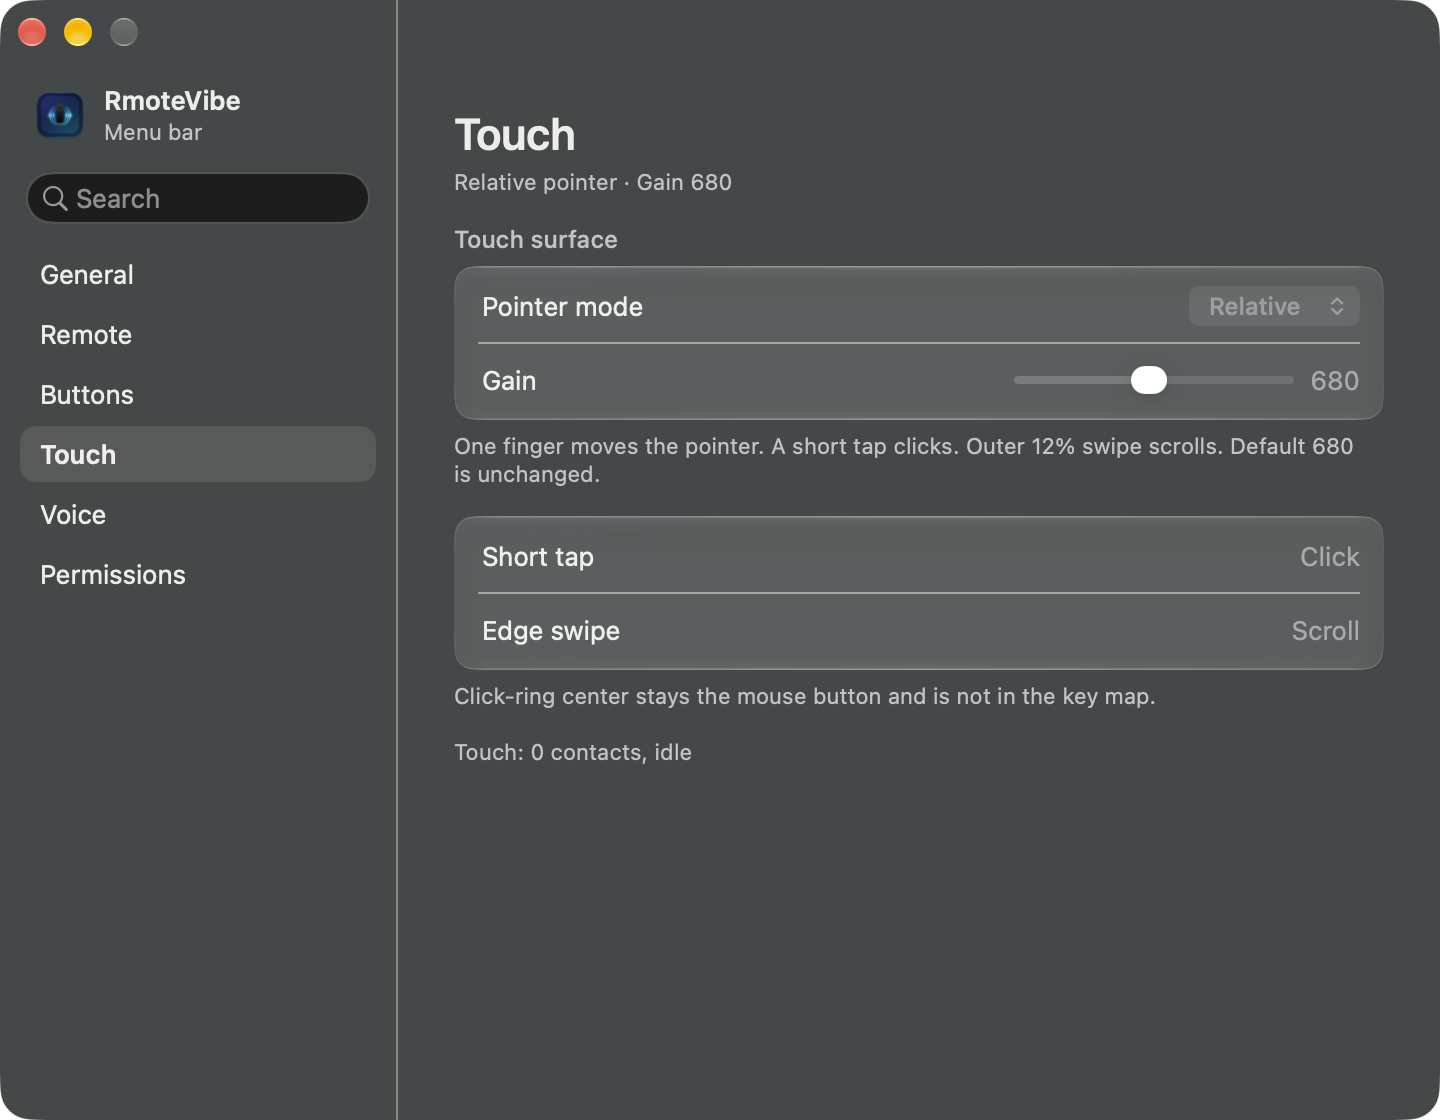 RmoteVibe
Menu bar
Search
General
Remote
Buttons
Touch
Voice
Permissions
Touch
Relative pointer · Gain 680
Touch surface
Pointer mode
Relative
Gain
680
One finger moves the pointer. A short tap clicks. Outer 12% swipe scrolls. Default 680
is unchanged.
Short tap
Click
Edge swipe
Scroll
Click-ring center stays the mouse button and is not in the key map.
Touch: 0 contacts, idle